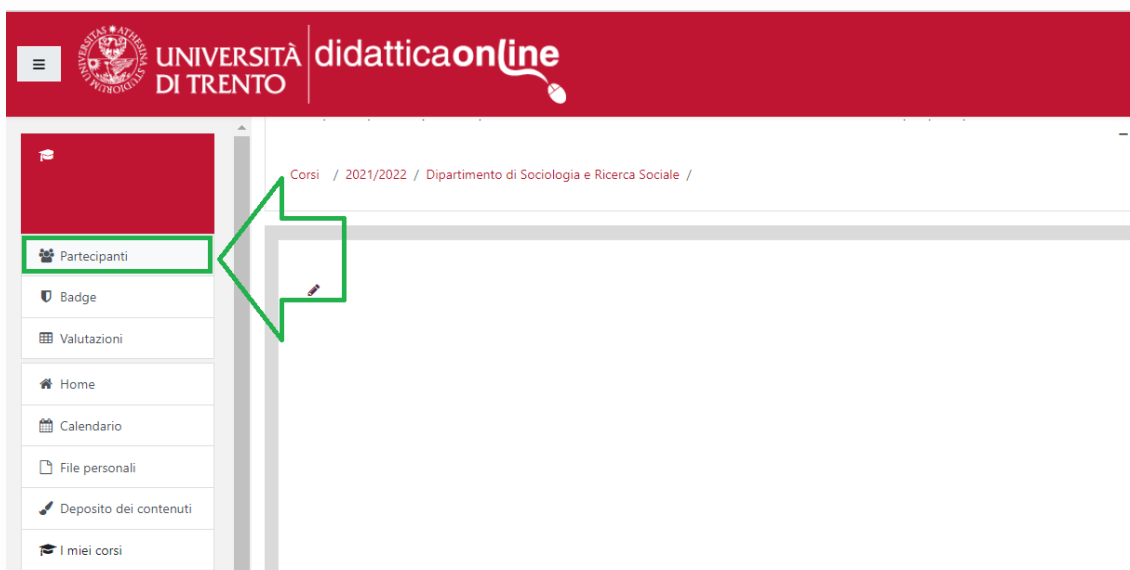 UNIVERSITÀ
DI TRENTO
didatticaonline
Corsi / 2021/2022 / Dipartimento di Sociologia e Ricerca Sociale /
Partecipanti
Badge
Valutazioni
Home
Calendario
File personali
Deposito dei contenuti
I miei corsi